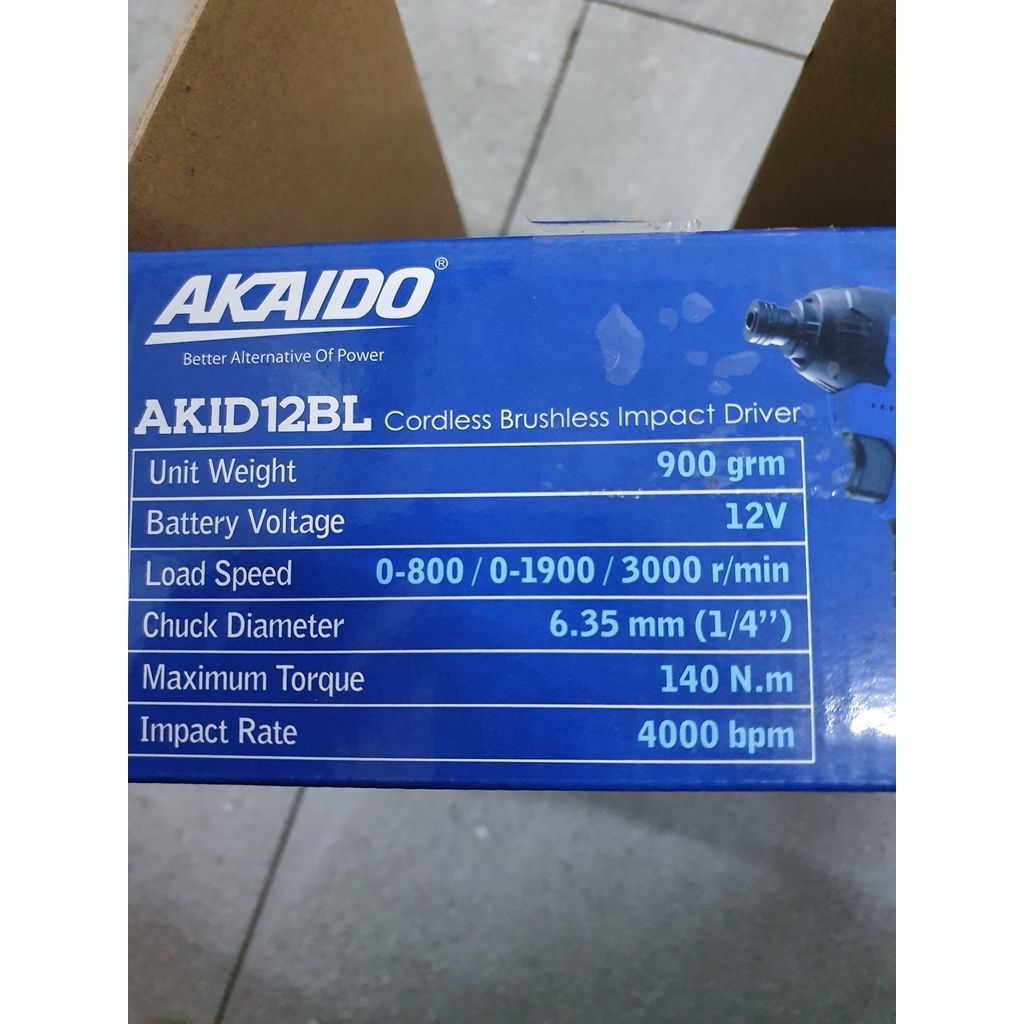 AKAIDO®
Better Alternative Of Power
AKID12BL Cordless Brushless Impact Driver
Unit Weight 900 grm
Battery Voltage 12V
Load Speed 0-800 / 0-1900 / 3000 r/min
Chuck Diameter 6.35 mm (1/4’’)
Maximum Torque 140 N.m
Impact Rate 4000 bpm